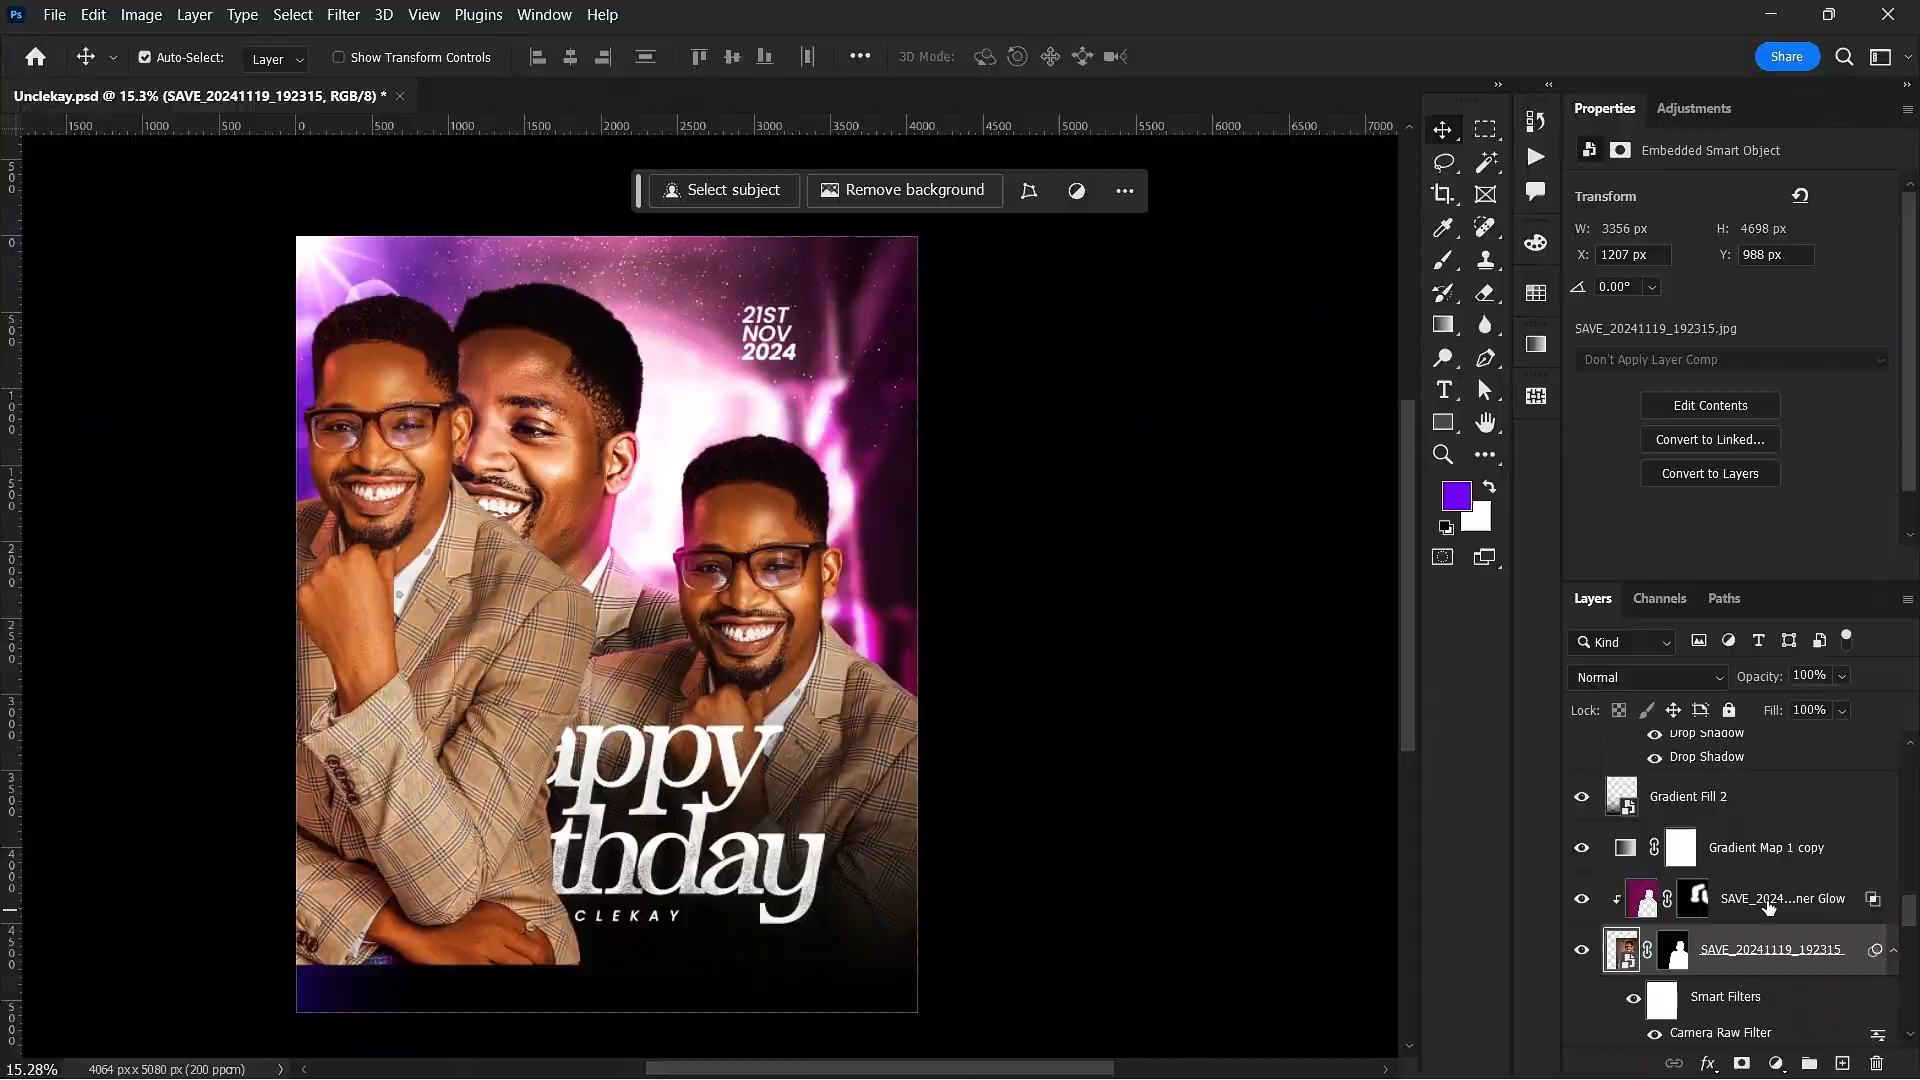 Ps File Edit Image Layer Type Select Filter 3D View Plugins Window Help
Auto-Select: Layer Show Transform Controls 3D Mode: Share
Unclekay.psd @ 15.3% (SAVE_20241119_192315, RGB/8) *
1500 1000 500 0 500 1000 1500 2000 2500 3000 3500 4000 4500 5000 5500 6000 6500 7000
Select subject Remove background
21ST
NOV
2024
appy
thday
CLEKAY
Properties Adjustments
Embedded Smart Object
Transform
W: 3356 px H: 4698 px
X: 1207 px Y: 988 px
0.00°
SAVE_20241119_192315.jpg
Don't Apply Layer Comp
Edit Contents
Convert to Linked...
Convert to Layers
Layers Channels Paths
Kind
Normal Opacity: 100%
Lock: Fill: 100%
Drop Shadow
Drop Shadow
Gradient Fill 2
Gradient Map 1 copy
SAVE_2024...ner Glow
SAVE_20241119_192315
Smart Filters
Camera Raw Filter
fx
15.28% 4064 px x 5080 px (200 ppcm)